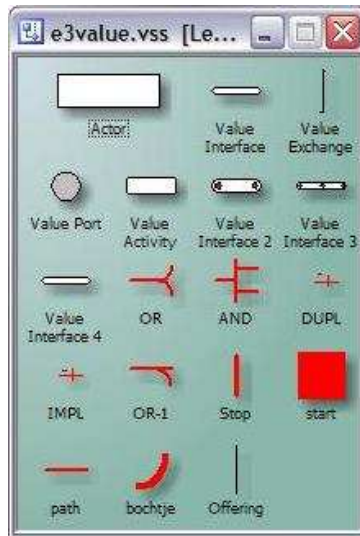 e3value.vss [Le...
Actor
Value Interface
Value Exchange
Value Port
Value Activity
Value Interface 2
Value Interface 3
Value Interface 4
OR
AND
DUPL
IMPL
OR-1
Stop
start
path
bochtje
Offering